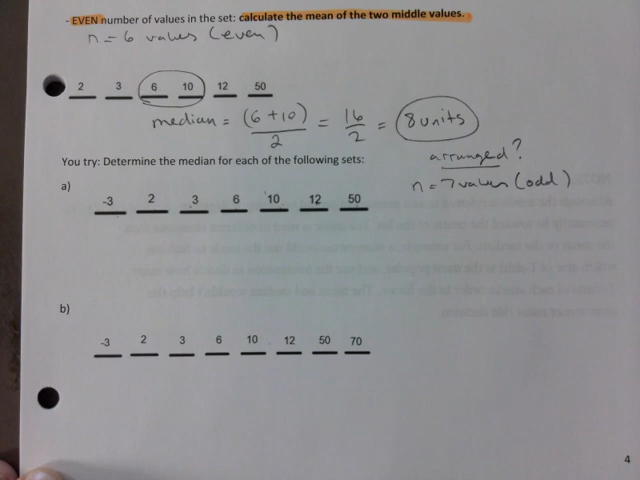 - EVEN number of values in the set: calculate the mean of the two middle values.
n = 6 values (even)
2 3 6 10 12 50
median = (6+10)/2 = 16/2 = 8 units
You try: Determine the median for each of the following sets:
arranged?
a)
n = 7 values (odd)
-3 2 3 6 10 12 50
b)
-3 2 3 6 10 12 50 70
4